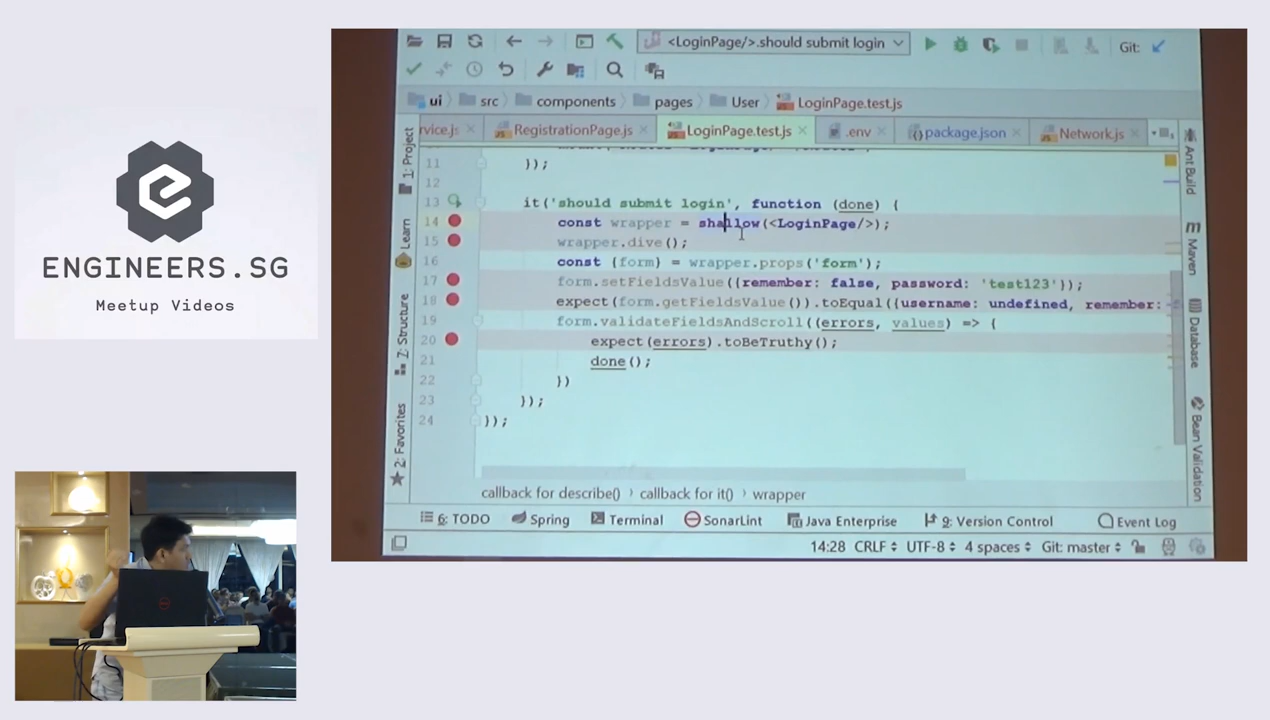 ENGINEERS.SG
Meetup Videos
<LoginPage/>.should submit login
Git:
ui src components pages User LoginPage.test.js
rvice.js RegistrationPage.js LoginPage.test.js .env package.json Network.js
11 });
12
13 it('should submit login', function (done) {
14 const wrapper = shallow(<LoginPage/>);
15 wrapper.dive();
16 const {form} = wrapper.props('form');
17 form.setFieldsValue({remember: false, password: 'test123'});
18 expect(form.getFieldsValue()).toEqual({username: undefined, remember:
19 form.validateFieldsAndScroll((errors, values) => {
20 expect(errors).toBeTruthy();
21 done();
22 })
23 });
24 });
1: Project
Learn
7: Structure
2: Favorites
Ant Build
Maven
Database
Bean Validation
callback for describe() callback for it() wrapper
6: TODO Spring Terminal SonarLint Java Enterprise 9: Version Control Event Log
14:28 CRLF UTF-8 4 spaces Git: master